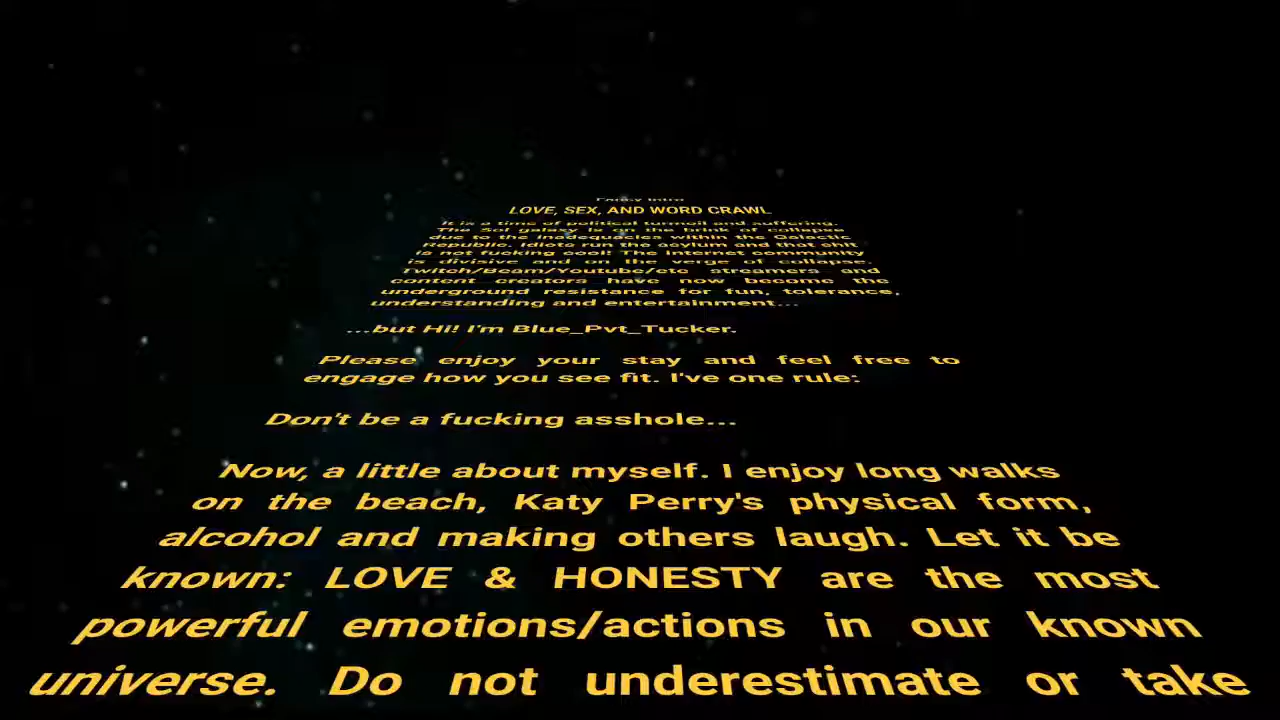 Fancy Intro
LOVE, SEX, AND WORD CRAWL
It is a time of political turmoil and suffering.
The Sol galaxy is on the brink of collapse
due to the inadequacies within the Galactic
Republic. Idiots run the asylum and that shit
is not fucking cool! The internet community
is divisive and on the verge of collapse.
Twitch/Beam/Youtube/etc streamers and
content creators have now become the
underground resistance for fun, tolerance,
understanding and entertainment...
...but Hi! I'm Blue_Pvt_Tucker.
Please enjoy your stay and feel free to
engage how you see fit. I've one rule:
Don't be a fucking asshole...
Now, a little about myself. I enjoy long walks
on the beach, Katy Perry's physical form,
alcohol and making others laugh. Let it be
known: LOVE & HONESTY are the most
powerful emotions/actions in our known
universe. Do not underestimate or take